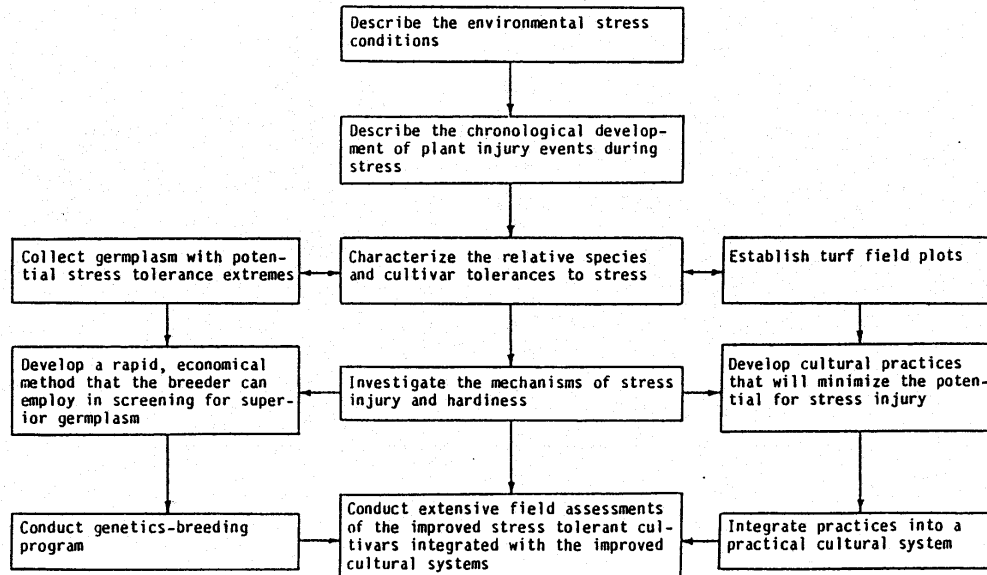 Describe the environmental stress
conditions
Describe the chronological develop-
ment of plant injury events during
stress
Collect germplasm with poten-
tial stress tolerance extremes
Characterize the relative species
and cultivar tolerances to stress
Establish turf field plots
Develop a rapid, economical
method that the breeder can
employ in screening for super-
ior germplasm
Investigate the mechanisms of stress
injury and hardiness
Develop cultural practices
that will minimize the poten-
tial for stress injury
Conduct genetics-breeding
program
Conduct extensive field assessments
of the improved stress tolerant cul-
tivars integrated with the improved
cultural systems
Integrate practices into a
practical cultural system